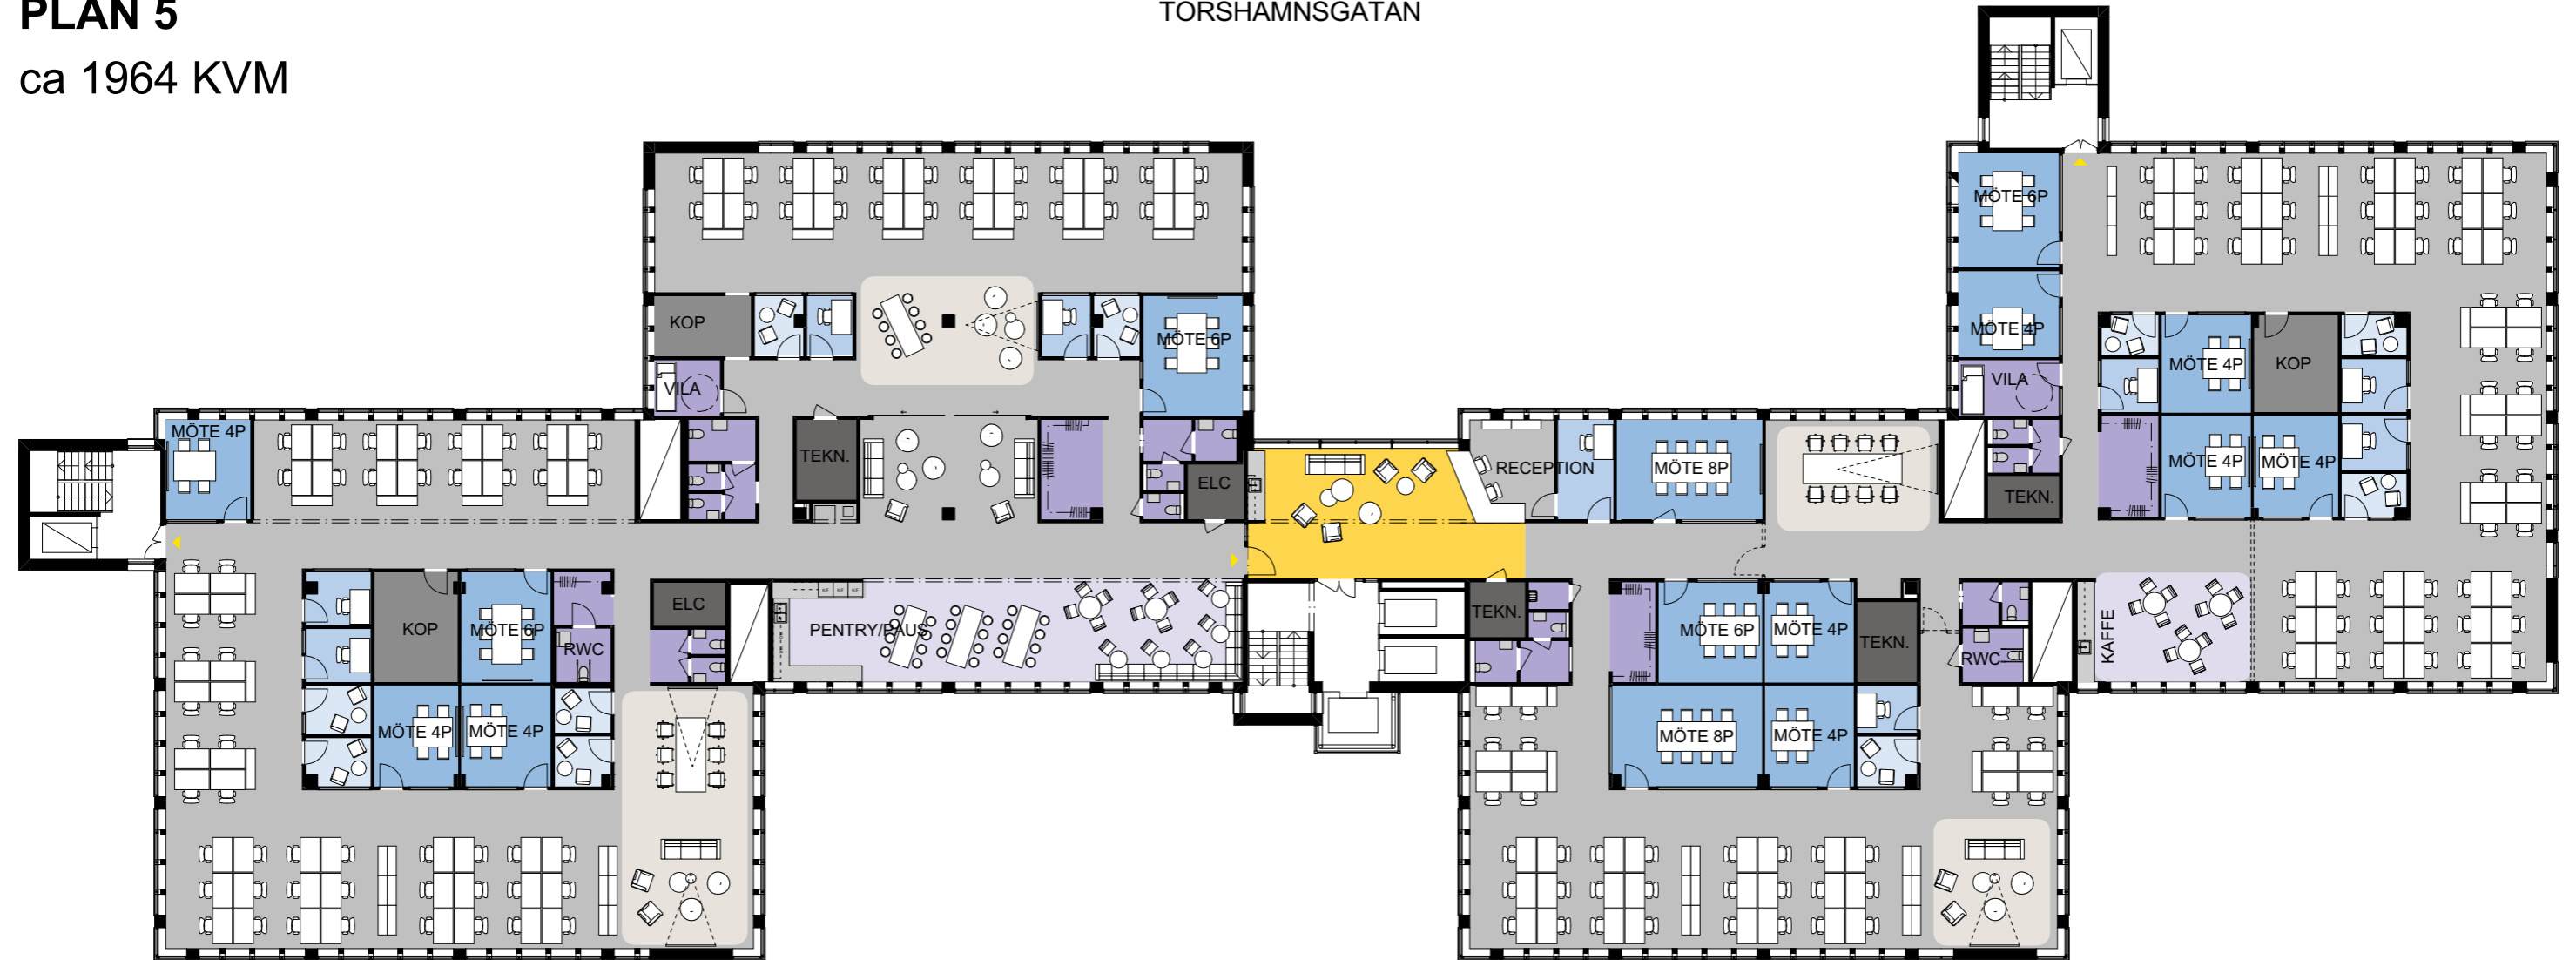 PLAN 5
ca 1964 KVM
TORSHAMNSGATAN
MÖTE 6P
MÖTE 4P
VILA
KOP
MÖTE 6P
VILA
MÖTE 4P
KOP
MÖTE 4P
TEKN.
ELC
RECEPTION
MÖTE 8P
MÖTE 4P
MÖTE 4P
TEKN.
ELC
KOP
MÖTE 6P
RWC
PENTRY/PAUS
TEKN.
MÖTE 6P
MÖTE 4P
TEKN.
RWC
KAFFE
MÖTE 4P
MÖTE 4P
MÖTE 8P
MÖTE 4P